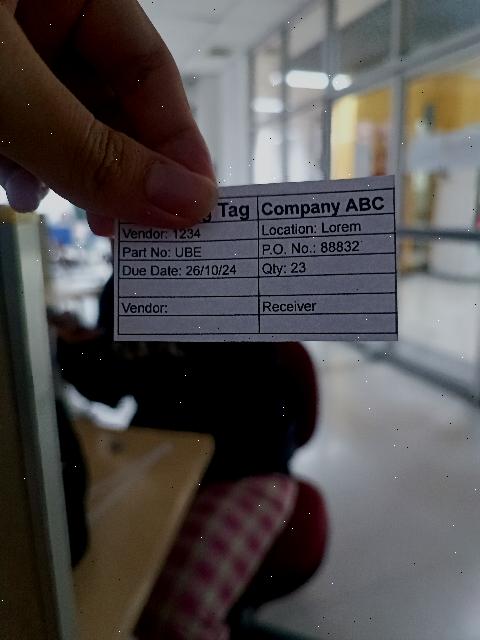 Tag Company ABC
Vendor: 1234 Location: Lorem
Part No: UBE P.O. No.: 88832
Due Date: 26/10/24 Qty: 23
Vendor: Receiver